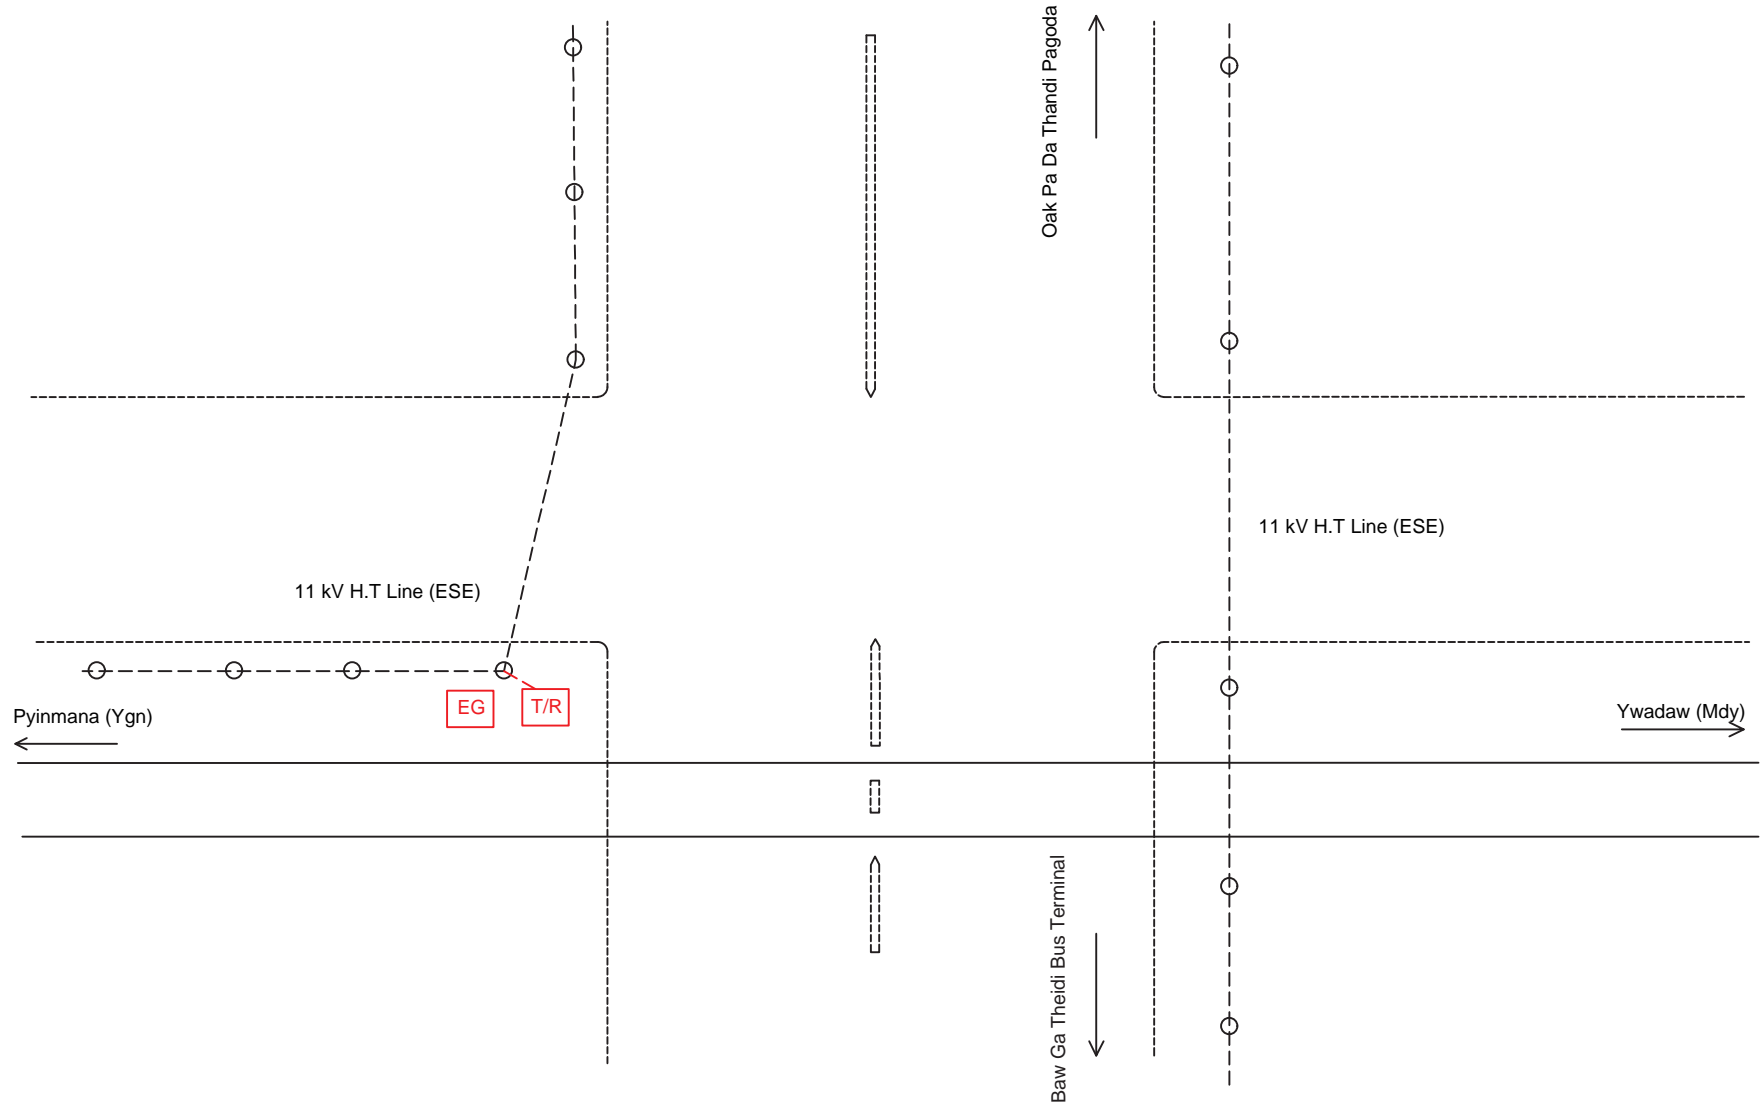 Oak Pa Da Thandi Pagoda
11 kV H.T Line (ESE)
11 kV H.T Line (ESE)
EG
T/R
Pyinmana (Ygn)
Ywadaw (Mdy)
Baw Ga Theidi Bus Terminal